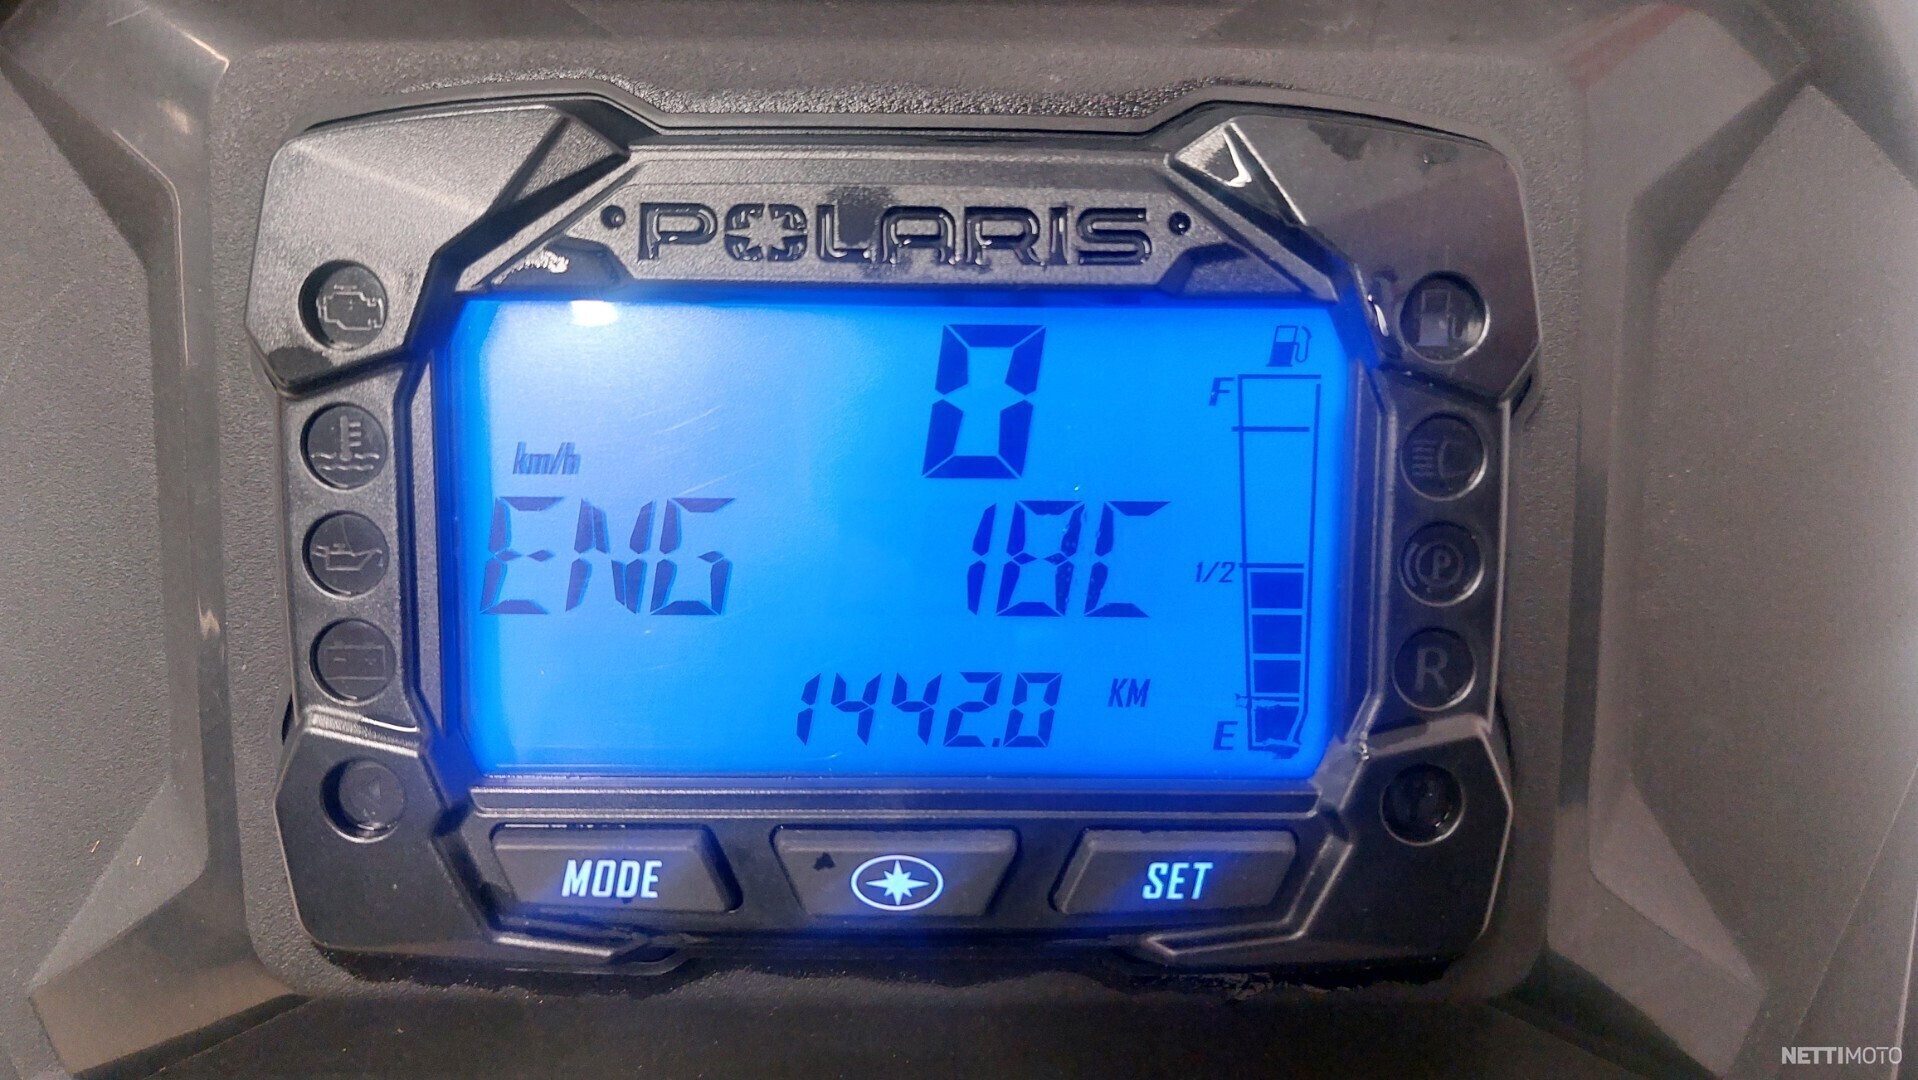 POLARIS
0
km/h
F
ENG 18C
1/2
1442.0 KM
E
P
R
MODE
SET
NETTIMOTO